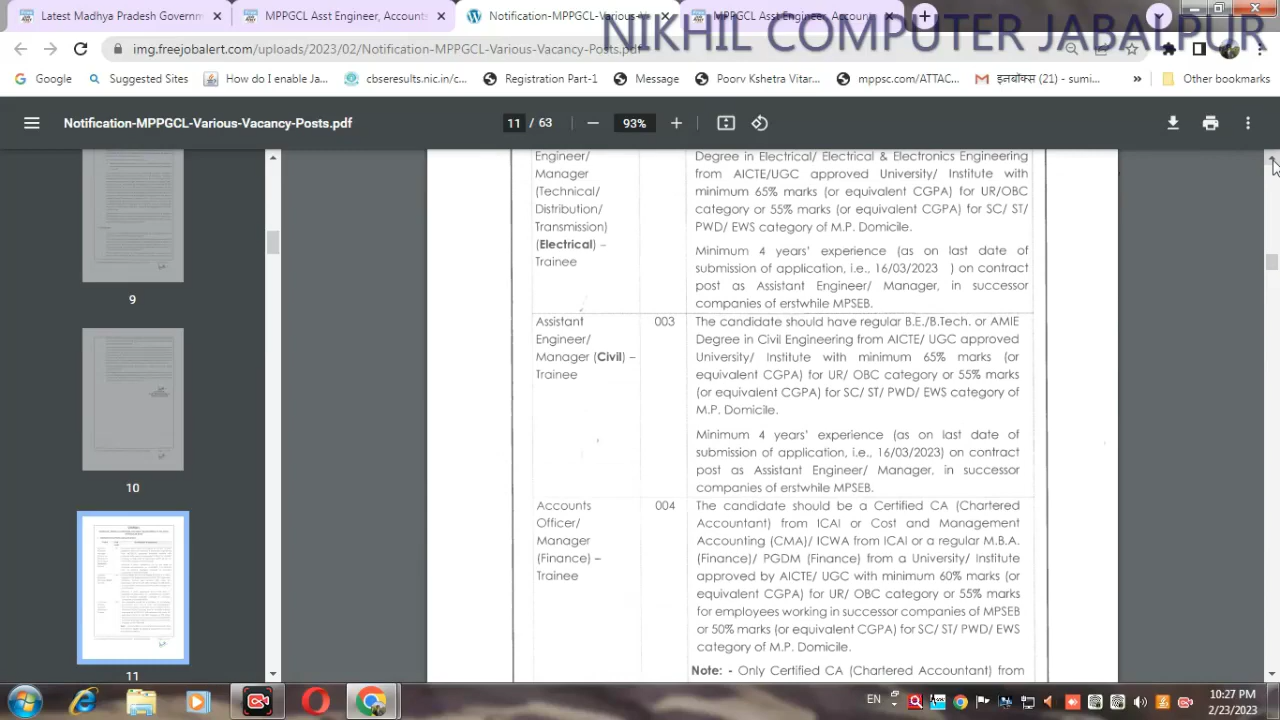 Latest Madhya Pradesh Governm
MPPGCL Asst Engineer, Accounts
Notification-MPPGCL-Various-V
MPPGCL Asst Engineer, Accoun
NIKHIL COMPUTER JABALPUR
img.freejobalert.com/uploads/2023/02/Notification-MPPGCL-Various-Vacancy-Posts.pdf
Google
Suggested Sites
How do I enable Ja...
cbseresults.nic.in/c...
Registration Part-1
Message
Poorv Kshetra Vitar...
mppsc.com/ATTAC...
इनबॉक्स (21) - sumi...
»
Other bookmarks
Notification-MPPGCL-Various-Vacancy-Posts.pdf
11 / 63
93%
9
10
11
Engineer/
Manager
(Technical/
Distribution/
Transmission)
(Electrical) –
Trainee
Degree in Electrical/ Electrical & Electronics Engineering
from AICTE/UGC approved University/ Institute with
minimum 65% marks (or equivalent CGPA) for UR/OBC
category or 55% marks (or equivalent CGPA) for SC/ ST/
PWD/ EWS category of M.P. Domicile.
Minimum 4 years' experience (as on last date of
submission of application, i.e., 16/03/2023 ) on contract
post as Assistant Engineer/ Manager, in successor
companies of erstwhile MPSEB.
Assistant
Engineer/
Manager (Civil) –
Trainee
003
The candidate should have regular B.E./B.Tech. or AMIE
Degree in Civil Engineering from AICTE/ UGC approved
University/ Institute with minimum 65% marks (or
equivalent CGPA) for UR/ OBC category or 55% marks
(or equivalent CGPA) for SC/ ST/ PWD/ EWS category of
M.P. Domicile.
Minimum 4 years' experience (as on last date of
submission of application, i.e., 16/03/2023) on contract
post as Assistant Engineer/ Manager, in successor
companies of erstwhile MPSEB.
Accounts
Officer/
Manager
(Finance) –
Trainee
004
The candidate should be a Certified CA (Chartered
Accountant) from ICAI or Cost and Management
Accounting (CMA)/ ICWA from ICAI or a regular M.B.A.
(Finance)/ PGDM (Finance) from a University/ Institute
approved by AICTE/ UGC with minimum 60% marks (or
equivalent CGPA) for UR/ OBC category or 55% marks
for employees working in successor companies of MPSEB
or 50% marks (or equivalent CGPA) for SC/ ST/ PWD/ EWS
category of M.P. Domicile.
Note: - Only Certified CA (Chartered Accountant) from
EN
10:27 PM
2/23/2023